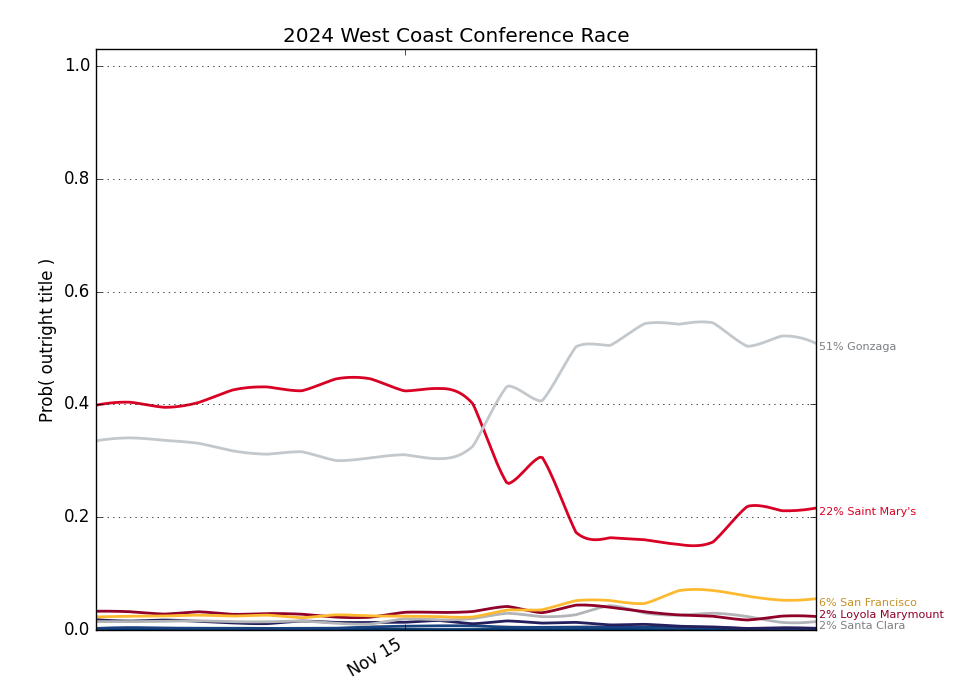 2024 West Coast Conference Race
Prob( outright title )
1.0
0.8
0.6
0.4
0.2
0.0
51% Gonzaga
22% Saint Mary's
6% San Francisco
2% Loyola Marymount
2% Santa Clara
Nov 15